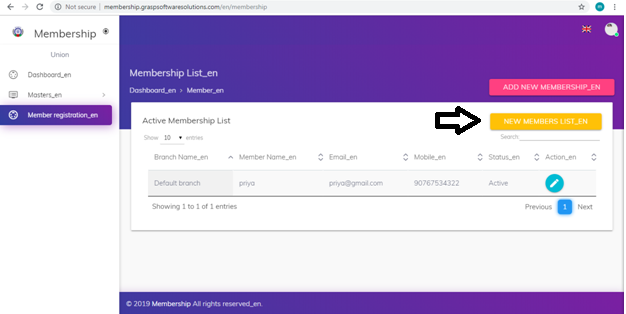 Not secure | membership.graspsoftwaresolutions.com/en/membership
m
Membership
Union
Dashboard_en
Masters_en
Member registration_en
Membership List_en
Dashboard_en > Member_en
ADD NEW MEMBERSHIP_EN
Active Membership List
NEW MEMBERS LIST_EN
Show 10 entries
Search:
Branch Name_en Member Name_en Email_en Mobile_en Status_en Action_en
Default branch priya priya@gmail.com 90767534322 Active
Showing 1 to 1 of 1 entries
Previous 1 Next
© 2019 Membership All rights reserved_en.